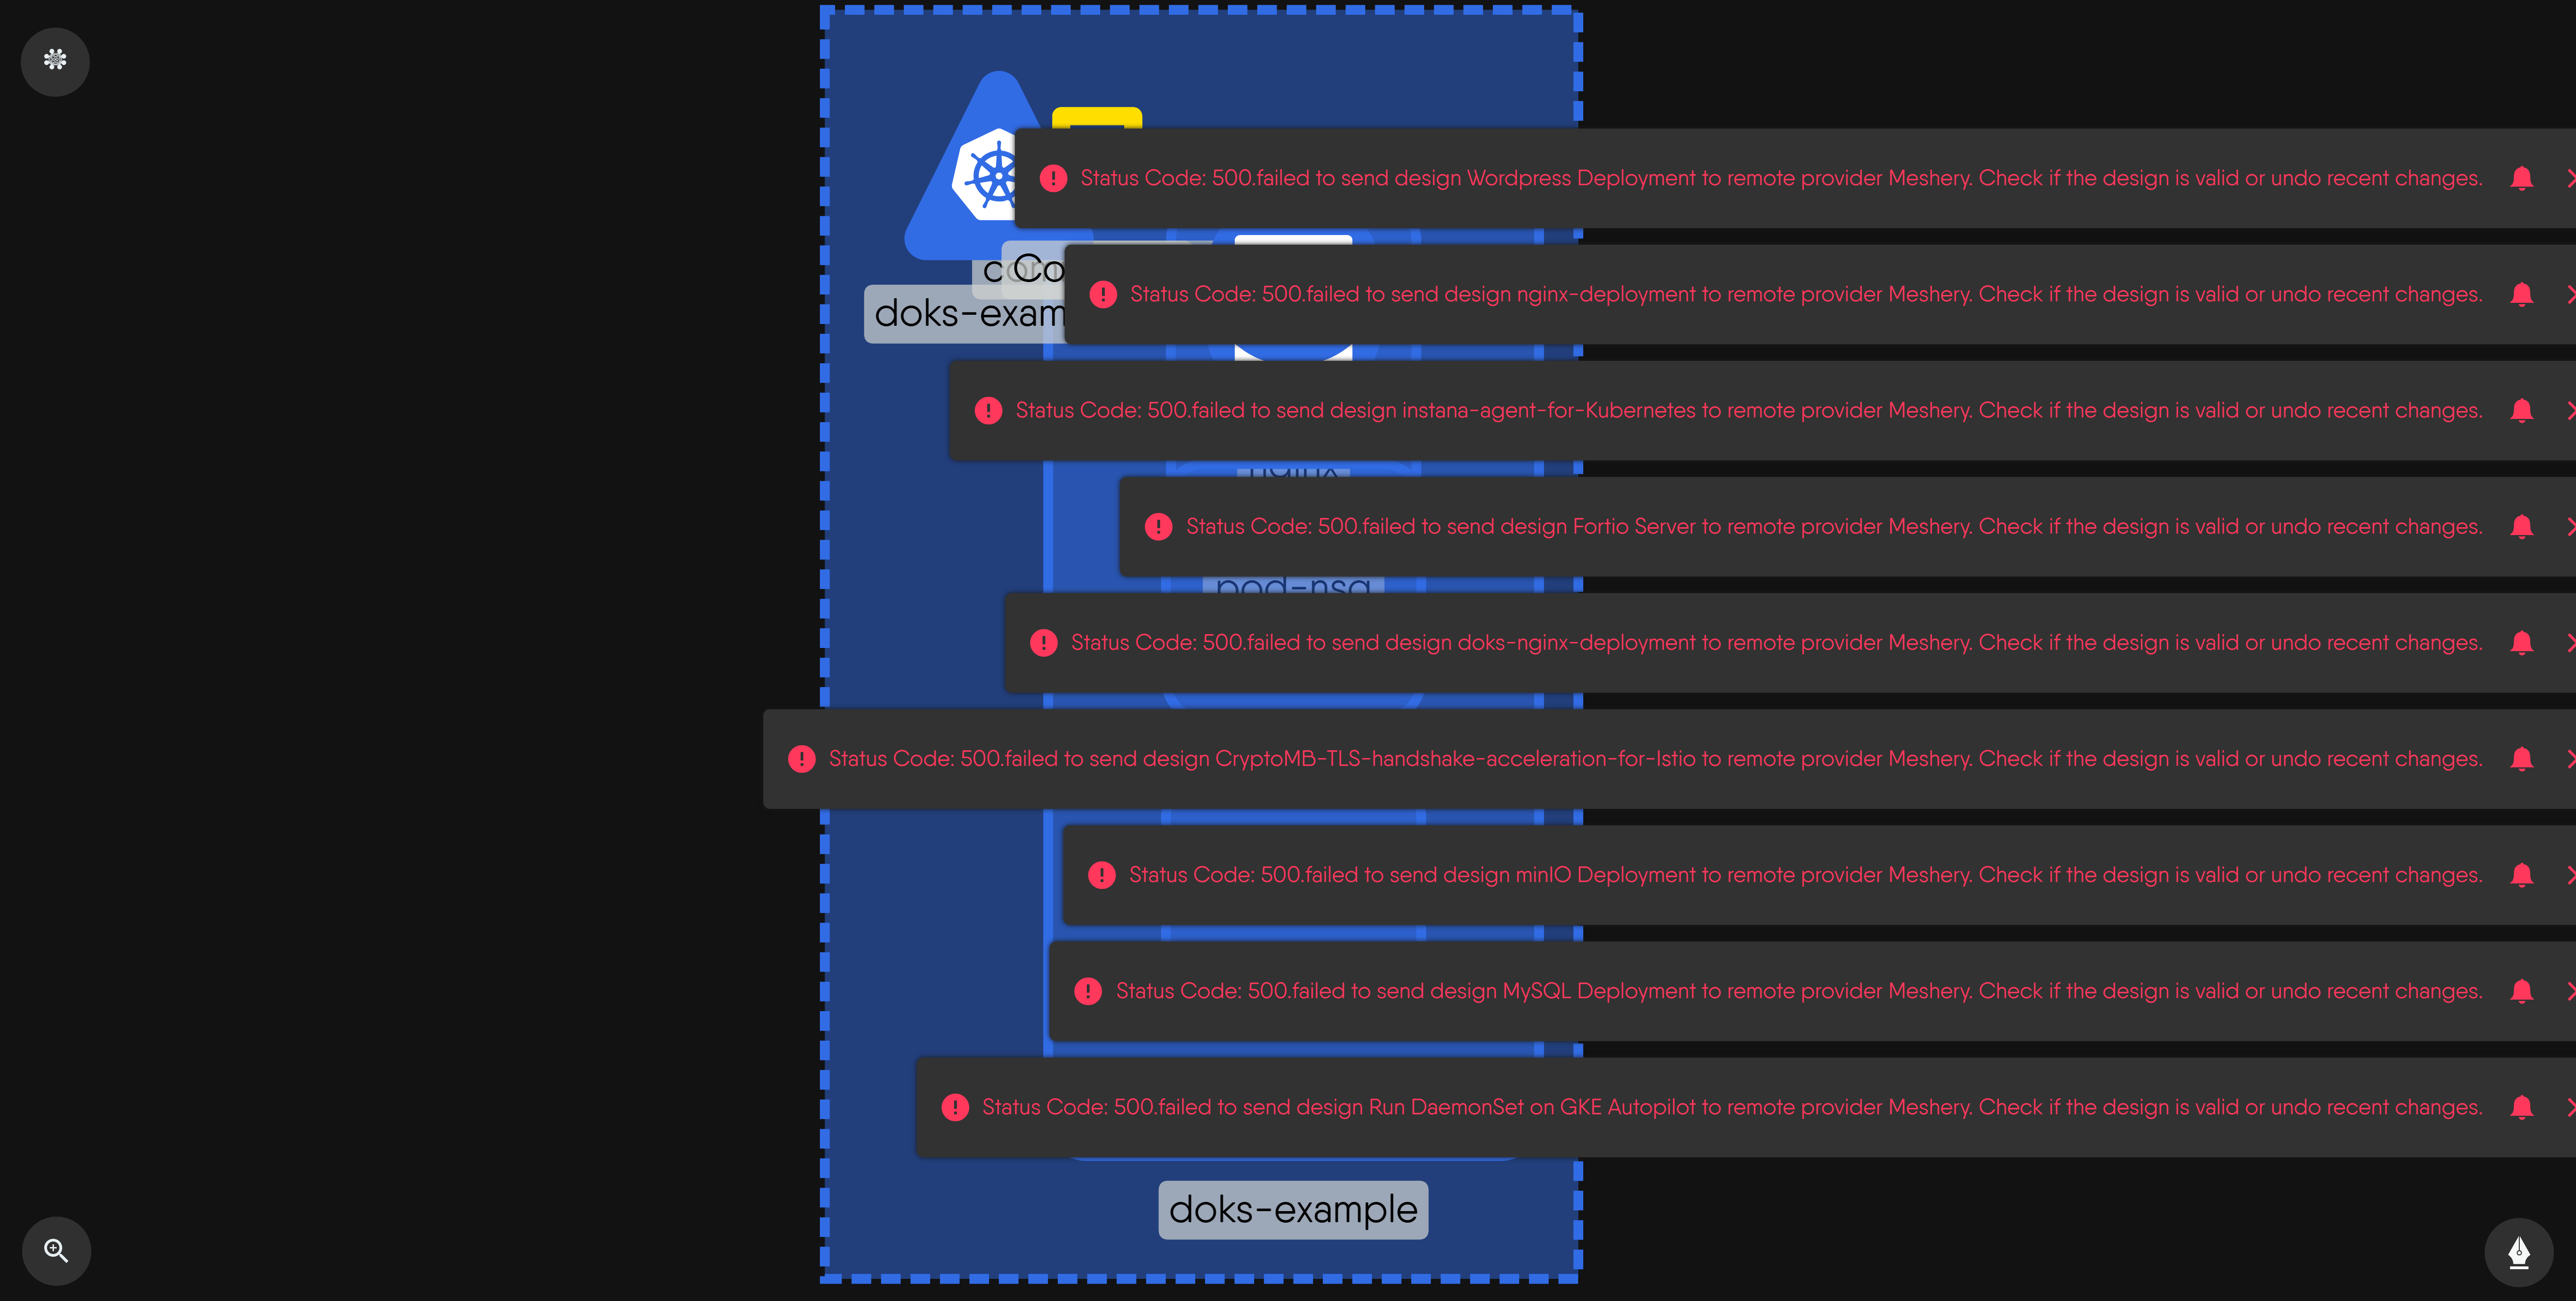 Status Code: 500.failed to send design Wordpress Deployment to remote provider Meshery. Check if the design is valid or undo recent changes.
Co
doks-exam
Status Code: 500.failed to send design nginx-deployment to remote provider Meshery. Check if the design is valid or undo recent changes.
Status Code: 500.failed to send design instana-agent-for-Kubernetes to remote provider Meshery. Check if the design is valid or undo recent changes.
nginx
Status Code: 500.failed to send design Fortio Server to remote provider Meshery. Check if the design is valid or undo recent changes.
Status Code: 500.failed to send design doks-nginx-deployment to remote provider Meshery. Check if the design is valid or undo recent changes.
Status Code: 500.failed to send design CryptoMB-TLS-handshake-acceleration-for-Istio to remote provider Meshery. Check if the design is valid or undo recent changes.
Status Code: 500.failed to send design minIO Deployment to remote provider Meshery. Check if the design is valid or undo recent changes.
Status Code: 500.failed to send design MySQL Deployment to remote provider Meshery. Check if the design is valid or undo recent changes.
Status Code: 500.failed to send design Run DaemonSet on GKE Autopilot to remote provider Meshery. Check if the design is valid or undo recent changes.
doks-example